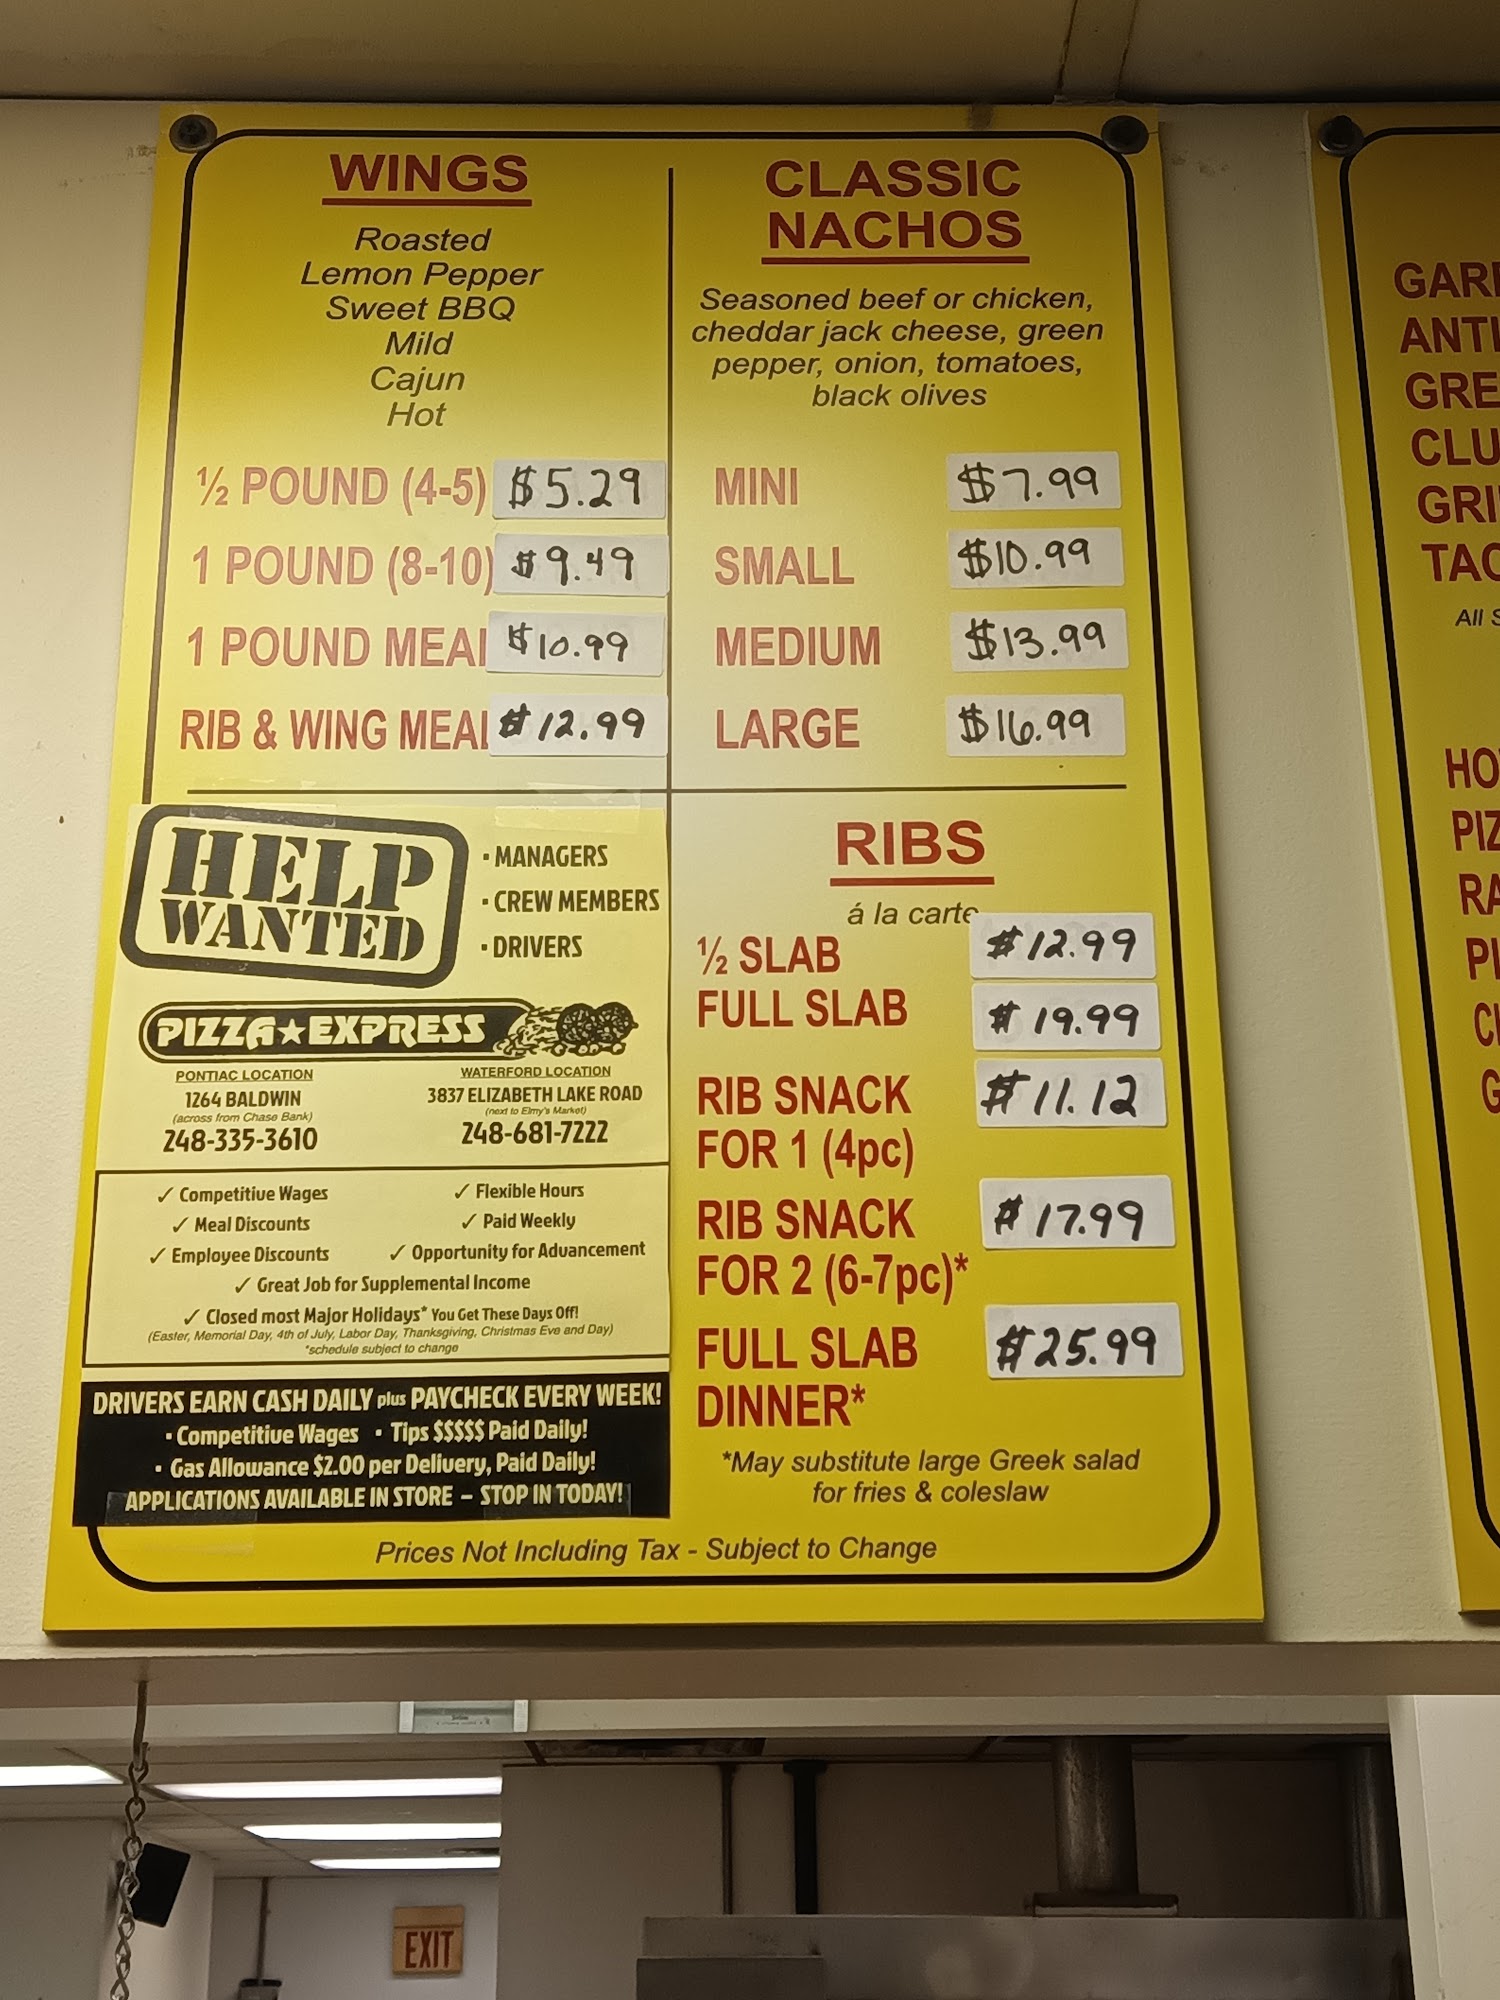 WINGS
Roasted
Lemon Pepper
Sweet BBQ
Mild
Cajun
Hot
½ POUND (4-5) $5.29
1 POUND (8-10) $9.49
1 POUND MEAL $10.99
RIB & WING MEAL $12.99
CLASSIC
NACHOS
Seasoned beef or chicken,
cheddar jack cheese, green
pepper, onion, tomatoes,
black olives
MINI $7.99
SMALL $10.99
MEDIUM $13.99
LARGE $16.99
HELP
WANTED
· MANAGERS
· CREW MEMBERS
· DRIVERS
PIZZA★EXPRESS
PONTIAC LOCATION
1264 BALDWIN
(across from Chase Bank)
248-335-3610
WATERFORD LOCATION
3837 ELIZABETH LAKE ROAD
(next to Elmy's Market)
248-681-7222
✓ Competitive Wages ✓ Flexible Hours
✓ Meal Discounts ✓ Paid Weekly
✓ Employee Discounts ✓ Opportunity for Advancement
✓ Great Job for Supplemental Income
✓ Closed most Major Holidays* You Get These Days Off!
(Easter, Memorial Day, 4th of July, Labor Day, Thanksgiving, Christmas Eve and Day)
*schedule subject to change
DRIVERS EARN CASH DAILY plus PAYCHECK EVERY WEEK!
· Competitive Wages · Tips $$$$$ Paid Daily!
· Gas Allowance $2.00 per Delivery, Paid Daily!
APPLICATIONS AVAILABLE IN STORE – STOP IN TODAY!
RIBS
á la carte
½ SLAB $12.99
FULL SLAB $19.99
RIB SNACK $11.12
FOR 1 (4pc)
RIB SNACK $17.99
FOR 2 (6-7pc)*
FULL SLAB $25.99
DINNER*
*May substitute large Greek salad
for fries & coleslaw
Prices Not Including Tax - Subject to Change
ANTI
GRE
CLU
GRI
All
HO
EXIT